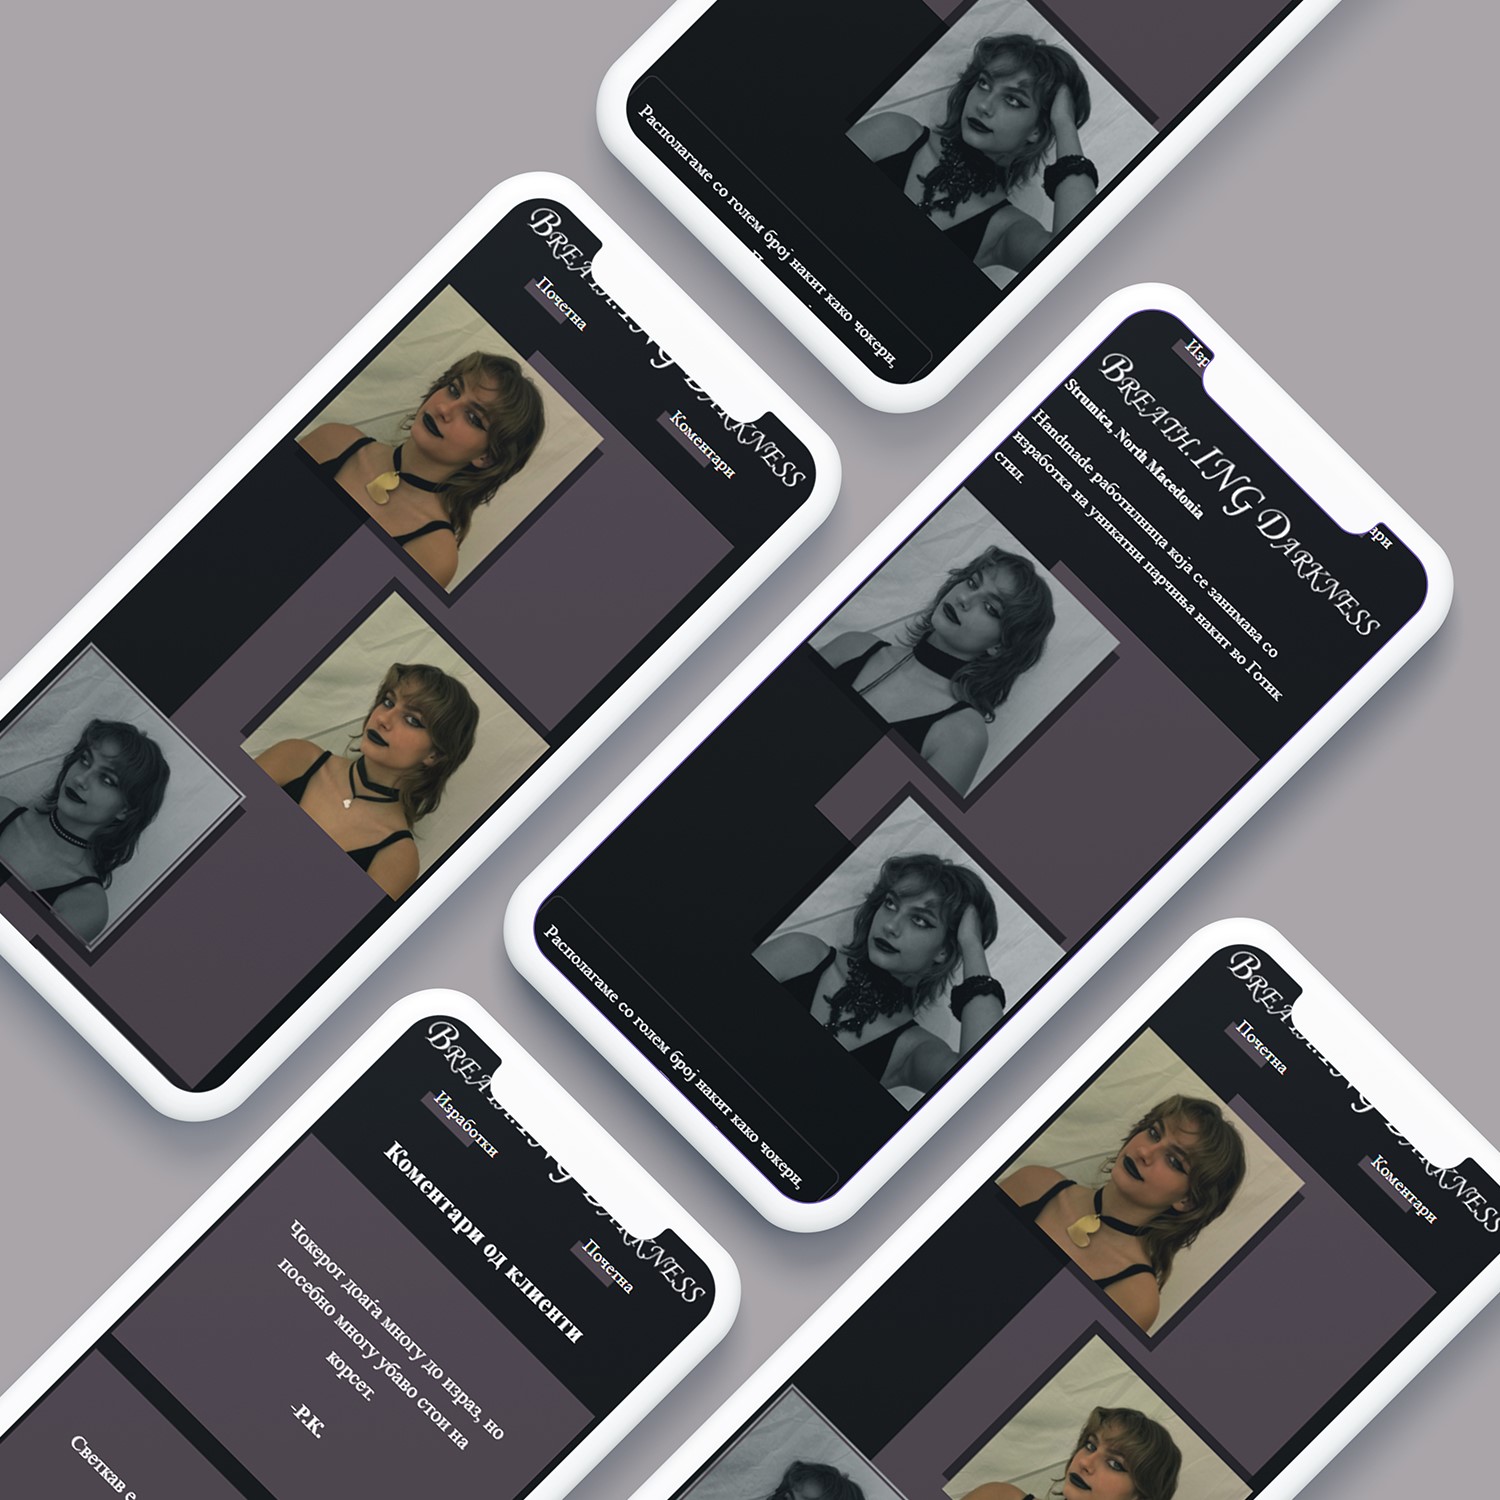 Располагаме со голем број накит како чокери,
BREATH.ING DARKNESS
Почетна
Коментари
BREATH.ING DARKNESS
Strumica, North Macedonia
Handmade работилница која се занимава со
изработка на уникатни парчиња накит во Готик
стил.
Располагаме со голем број накит како чокери,
BREATH.ING DARKNESS
Изработки
Почетна
Коментари од клиенти
Чокерот доаѓа многу до израз, но
посебно многу убаво стои на
корсет.
-Р.К.
Светкав е
BREATH.ING DARKNESS
Почетна
Коментари